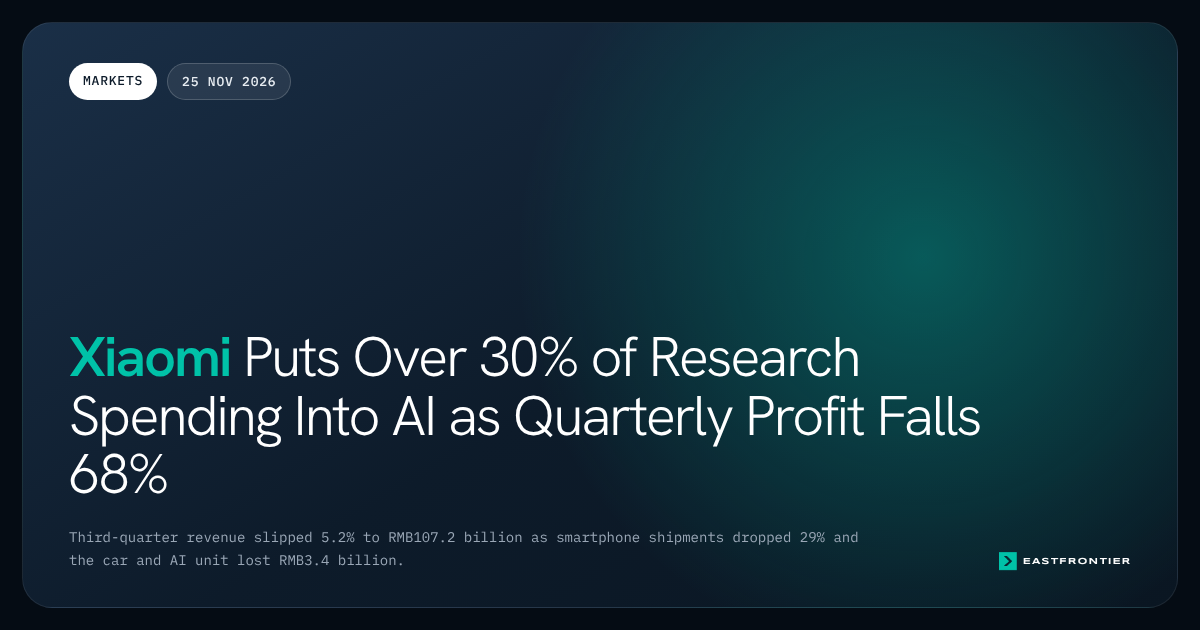 MARKETS
25 NOV 2026
Xiaomi Puts Over 30% of Research
Spending Into AI as Quarterly Profit Falls
68%
Third-quarter revenue slipped 5.2% to RMB107.2 billion as smartphone shipments dropped 29% and
the car and AI unit lost RMB3.4 billion.
EASTFRONTIER